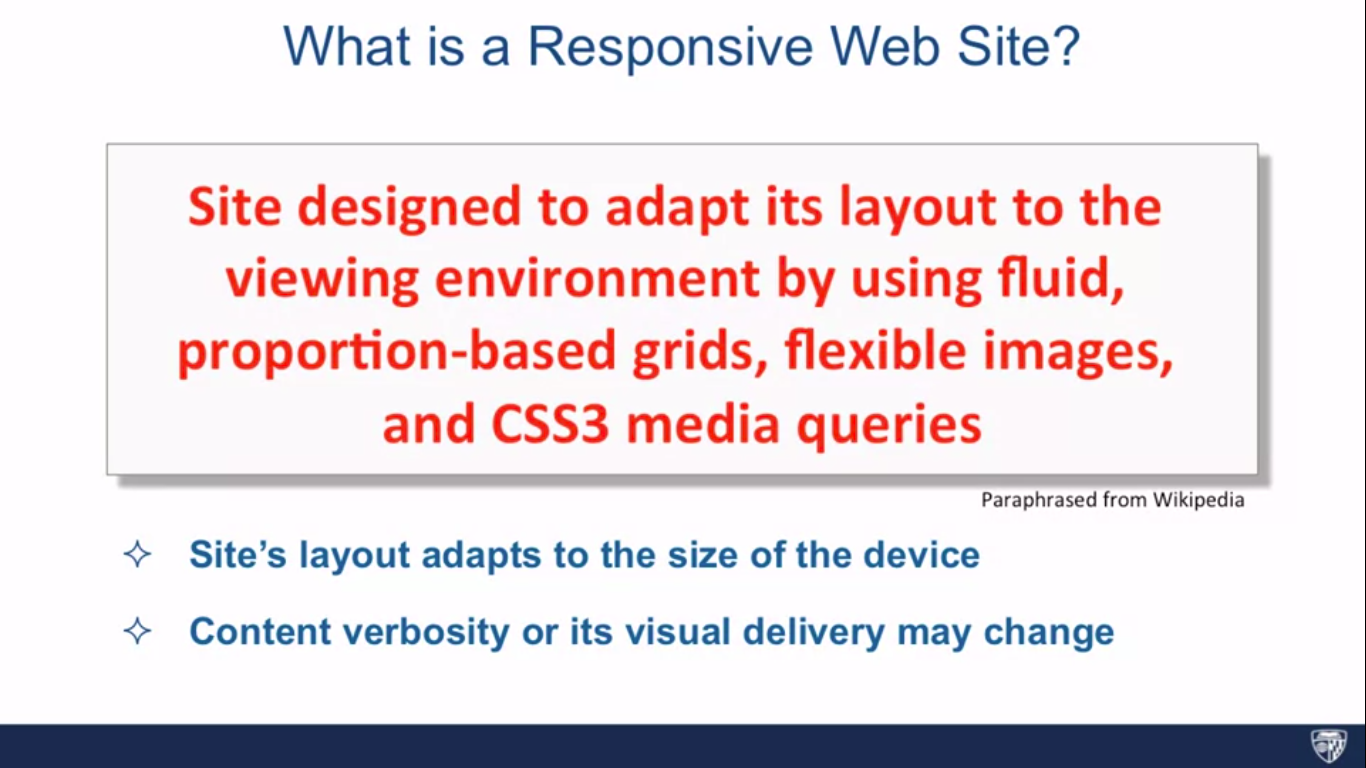 What is a Responsive Web Site?
Site designed to adapt its layout to the
viewing environment by using fluid,
proportion-based grids, flexible images,
and CSS3 media queries
Paraphrased from Wikipedia
Site’s layout adapts to the size of the device
Content verbosity or its visual delivery may change